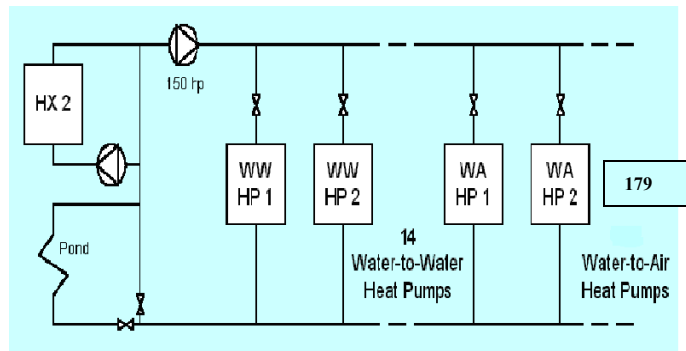 150 hp
HX 2
WW
HP 1
WW
HP 2
WA
HP 1
WA
HP 2
179
Pond
14
Water-to-Water
Heat Pumps
Water-to-Air
Heat Pumps